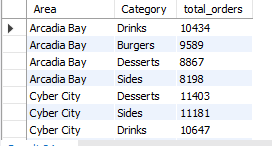 Area Category total_orders
Arcadia Bay Drinks 10434
Arcadia Bay Burgers 9589
Arcadia Bay Desserts 8867
Arcadia Bay Sides 8198
Cyber City Desserts 11403
Cyber City Sides 11181
Cyber City Drinks 10647